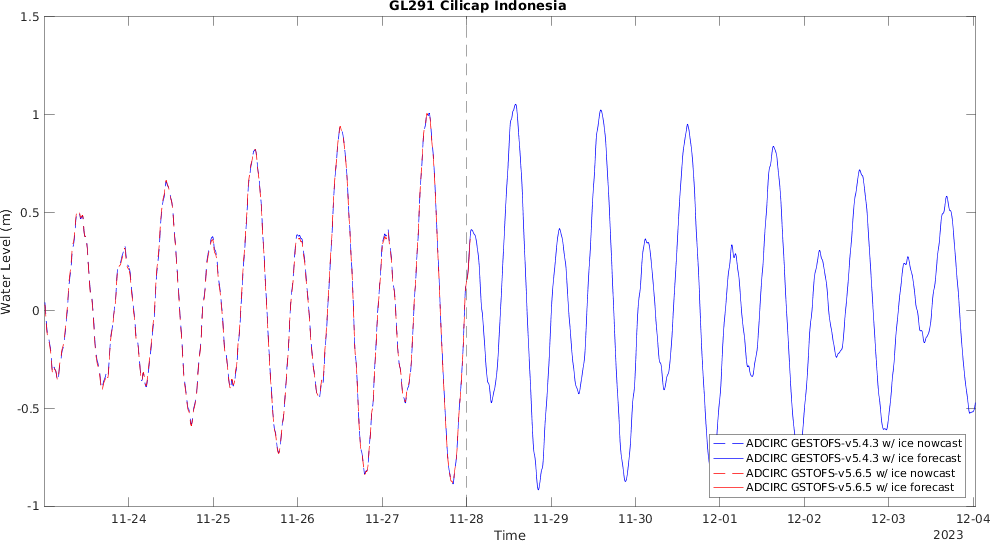 GL291 Cilicap Indonesia
1.5
1
0.5
0
-0.5
-1
Water Level (m)
11-24
11-25
11-26
11-27
11-28
11-29
11-30
12-01
12-02
12-03
12-04
Time
2023
ADCIRC GESTOFS-v5.4.3 w/ ice nowcast
ADCIRC GESTOFS-v5.4.3 w/ ice forecast
ADCIRC GSTOFS-v5.6.5 w/ ice nowcast
ADCIRC GSTOFS-v5.6.5 w/ ice forecast